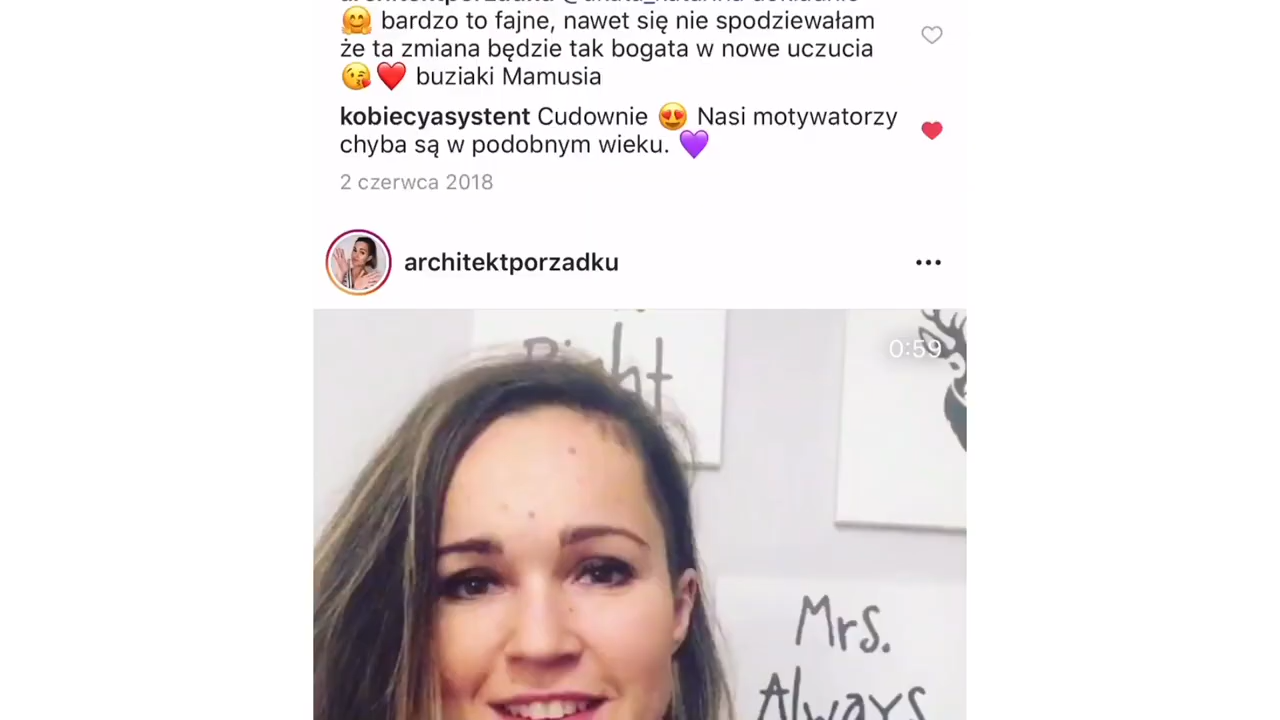 🤗 bardzo to fajne, nawet się nie spodziewałam
że ta zmiana będzie tak bogata w nowe uczucia
😘❤️ buziaki Mamusia
kobiecyasystent Cudownie 😍 Nasi motywatorzy
chyba są w podobnym wieku. 💜
2 czerwca 2018
architektporzadku
0:59
Right
Mrs.
Always